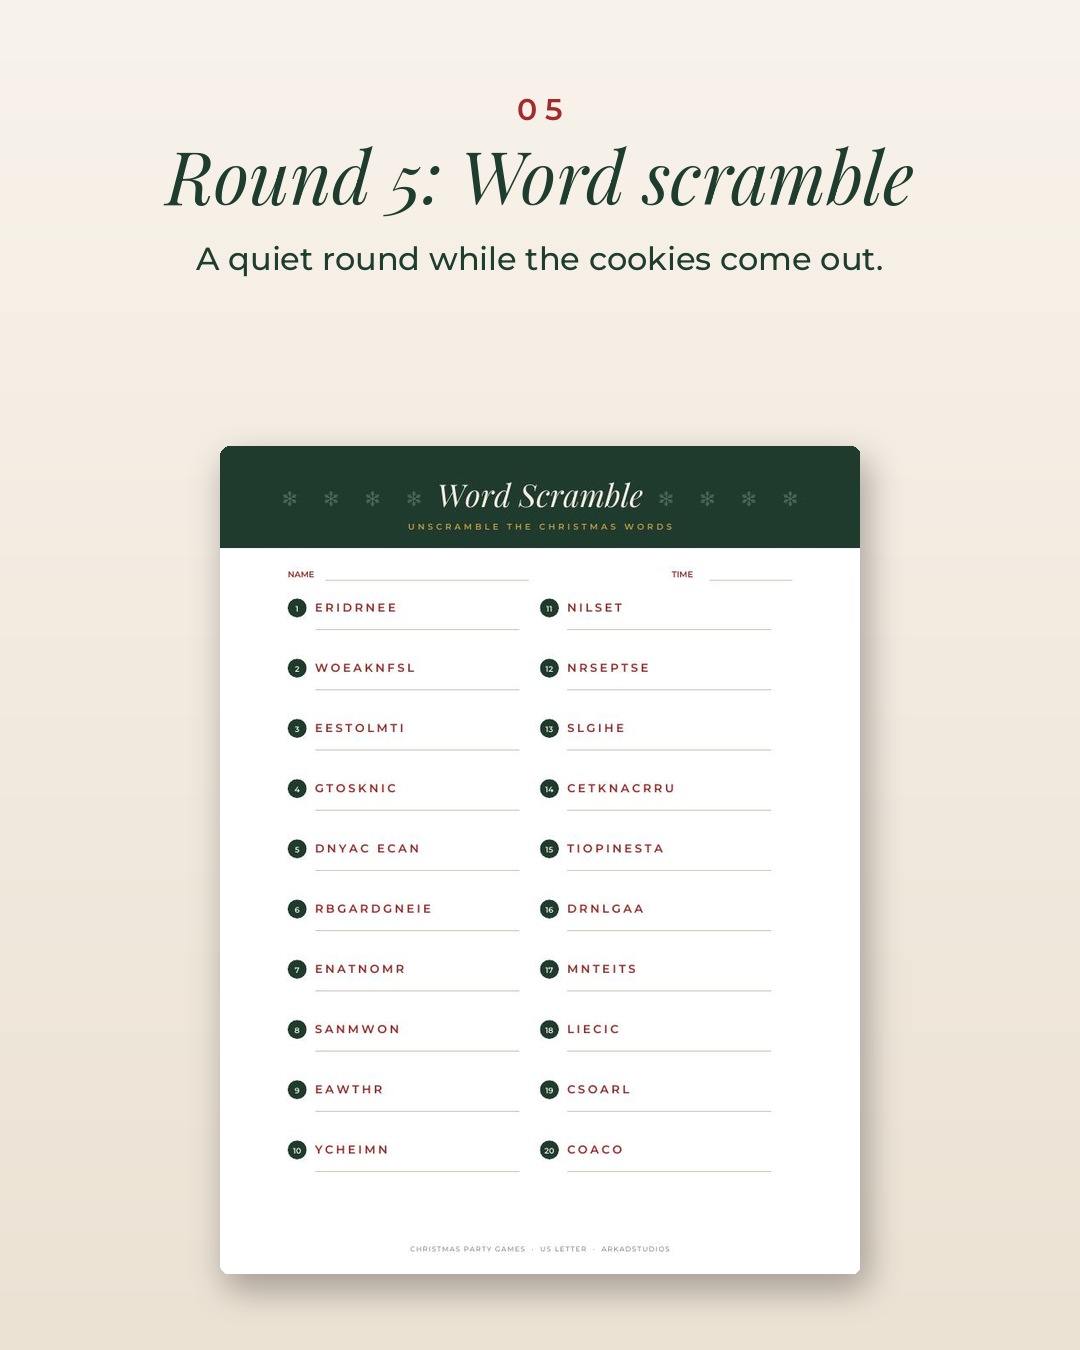 05
Round 5: Word scramble
A quiet round while the cookies come out.
Word Scramble
UNSCRAMBLE THE CHRISTMAS WORDS
NAME
TIME
1 ERIDRNEE
2 WOEAKNFSL
3 EESTOLMTI
4 GTOSKNIC
5 DNYAC ECAN
6 RBGARDGNEIE
7 ENATNOMR
8 SANMWON
9 EAWTHR
10 YCHEIMN
11 NILSET
12 NRSEPTSE
13 SLGIHE
14 CETKNACRRU
15 TIOPINESTA
16 DRNLGAA
17 MNTEITS
18 LIECIC
19 CSOARL
20 COACO
CHRISTMAS PARTY GAMES · US LETTER · ARKADSTUDIOS